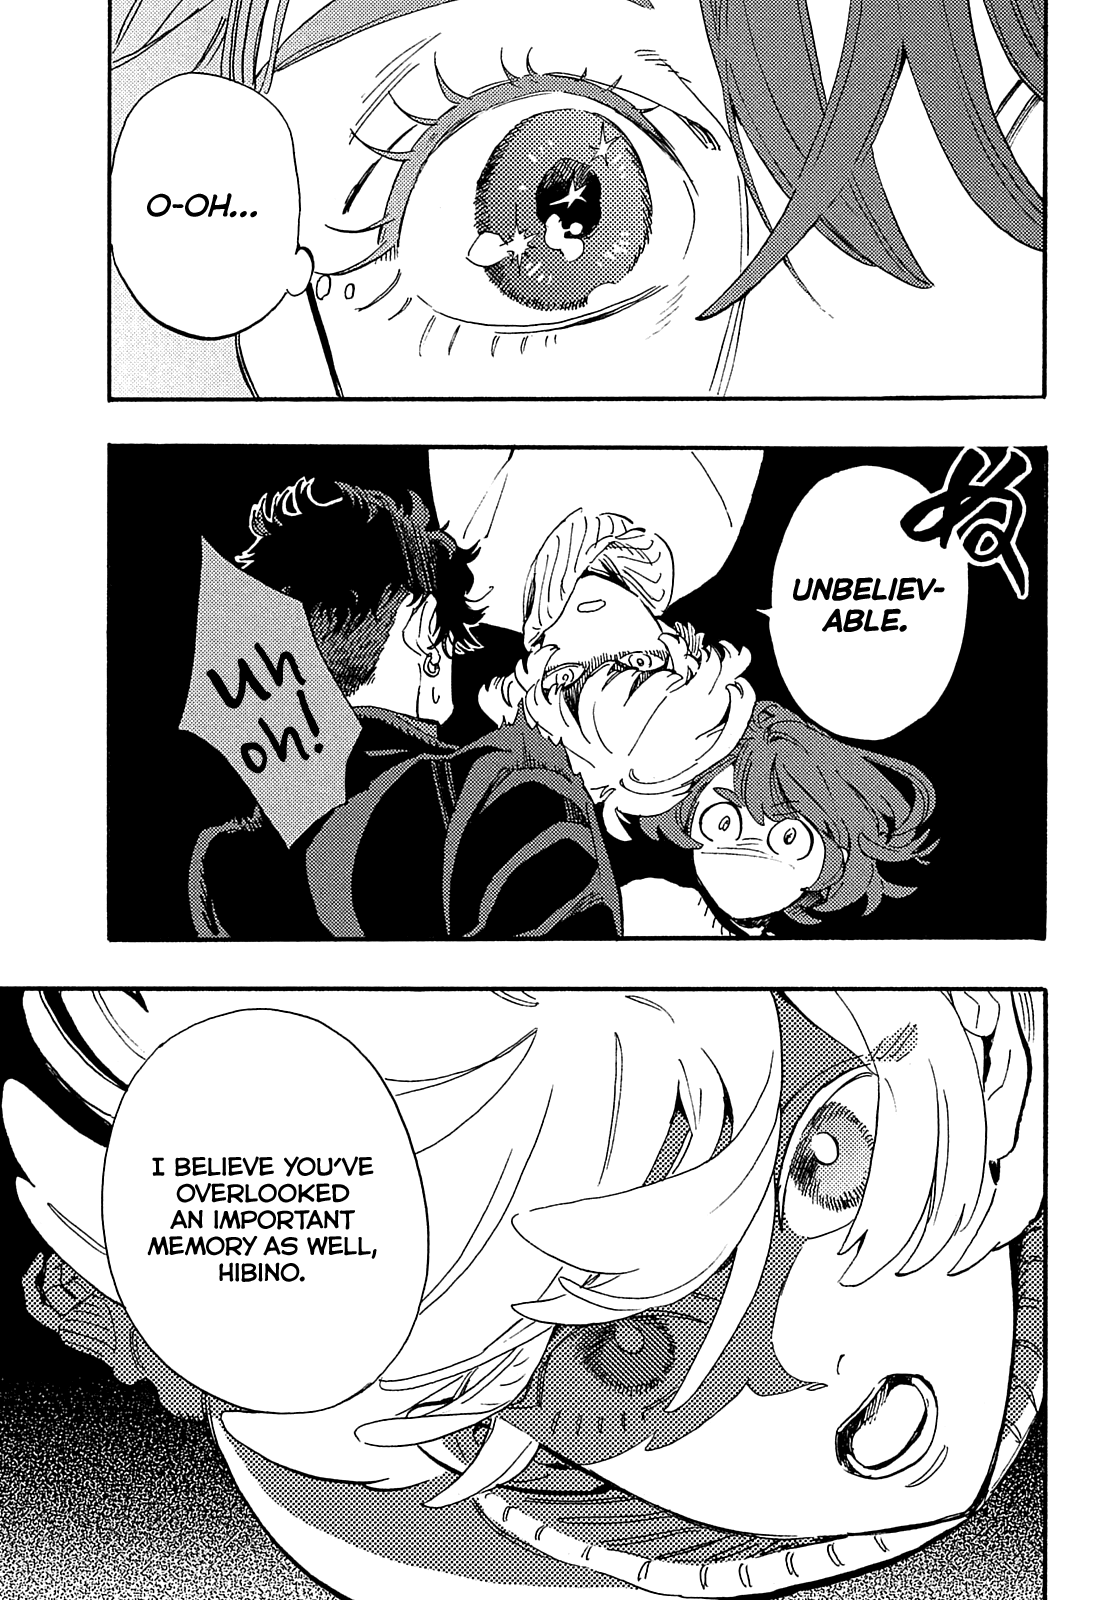 O-OH...
ぬ
UNBELIEV-
ABLE.
Uh
oh!
I BELIEVE YOU'VE
OVERLOOKED
AN IMPORTANT
MEMORY AS WELL,
HIBINO.